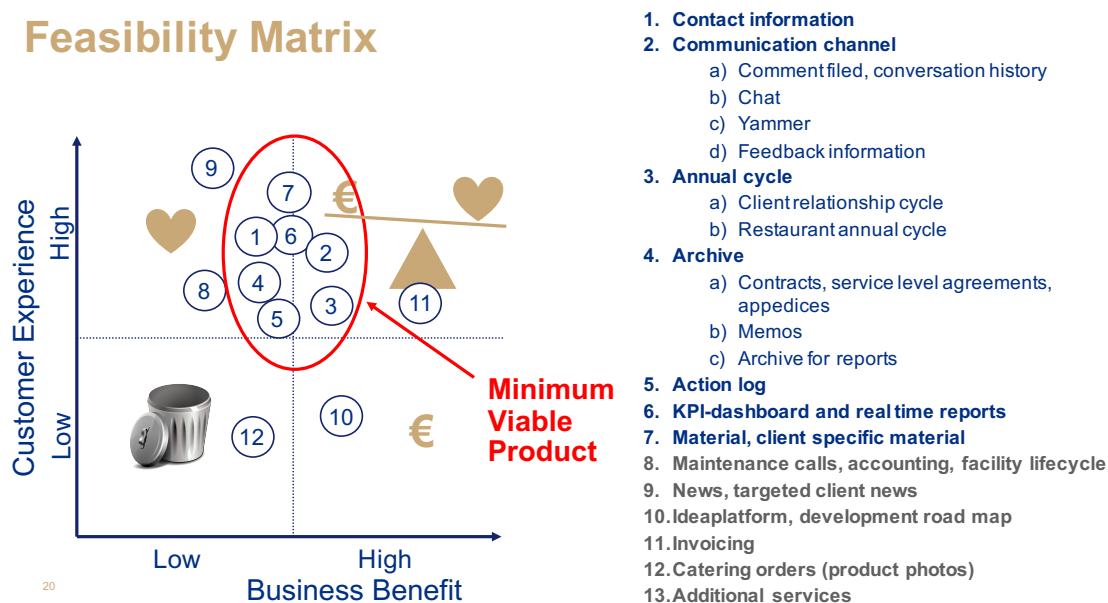 Feasibility Matrix
Customer Experience
High
Low
9
7
€
1
6
2
4
8
3
11
5
Minimum
Viable
Product
10
12
€
Low
High
Business Benefit
20
1. Contact information
2. Communication channel
a) Comment filed, conversation history
b) Chat
c) Yammer
d) Feedback information
3. Annual cycle
a) Client relationship cycle
b) Restaurant annual cycle
4. Archive
a) Contracts, service level agreements,
appedices
b) Memos
c) Archive for reports
5. Action log
6. KPI-dashboard and real time reports
7. Material, client specific material
8. Maintenance calls, accounting, facility lifecycle
9. News, targeted client news
10. Ideaplatform, development road map
11. Invoicing
12. Catering orders (product photos)
13. Additional services